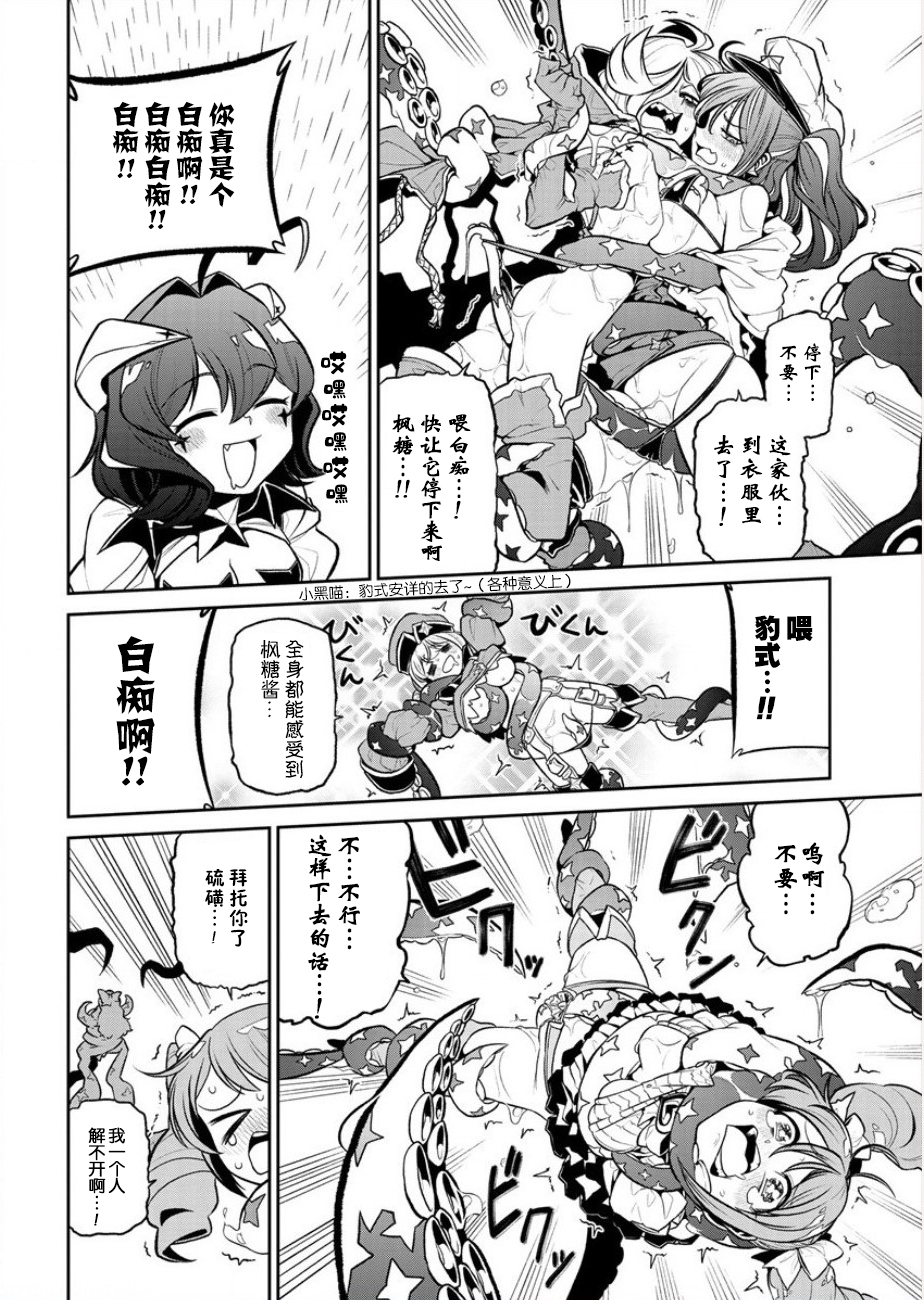 停下…
不要…
这家伙…
到衣服里
去了…！
喂白痴…！
快让它停下来啊
枫糖…!!
你真是个
白痴啊!!
白痴白痴!!
白痴!!
哎嘿哎嘿哎嘿
小黑喵：豹式安详的去了~（各种意义上）
喂
豹式…!!
びくん
びくん
全身都能感受到
枫糖酱…
白痴啊!!
呜啊…
不要…
ビクン
ビクン
不…不行…
这样下去的话…！
拜托你了
硫磺…！
我一个人
解不开啊…！